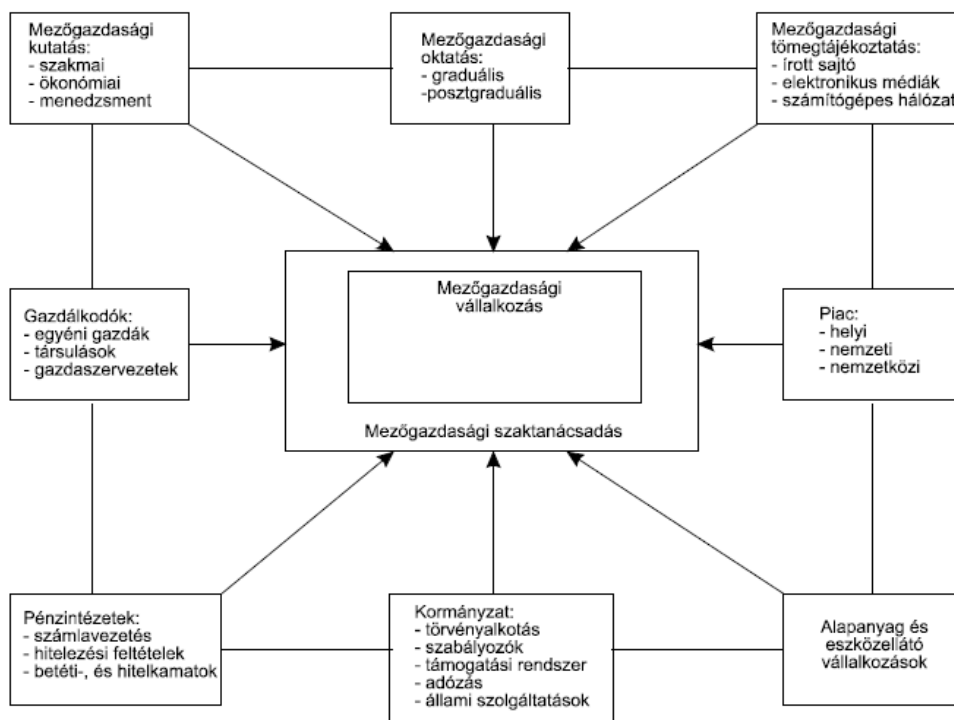 Mezőgazdasági
kutatás:
- szakmai
- ökonómiai
- menedzsment
Mezőgazdasági
oktatás:
- graduális
-posztgraduális
Mezőgazdasági
tömegtájékoztatás:
- írott sajtó
- elektronikus médiák
- számítógépes hálózat
Gazdálkodók:
- egyéni gazdák
- társulások
- gazdaszervezetek
Mezőgazdasági
vállalkozás
Mezőgazdasági szaktanácsadás
Piac:
- helyi
- nemzeti
- nemzetközi
Pénzintézetek:
- számlavezetés
- hitelezési feltételek
- betéti-, és hitelkamatok
Kormányzat:
- törvényalkotás
- szabályozók
- támogatási rendszer
- adózás
- állami szolgáltatások
Alapanyag és
eszközellátó
vállalkozások